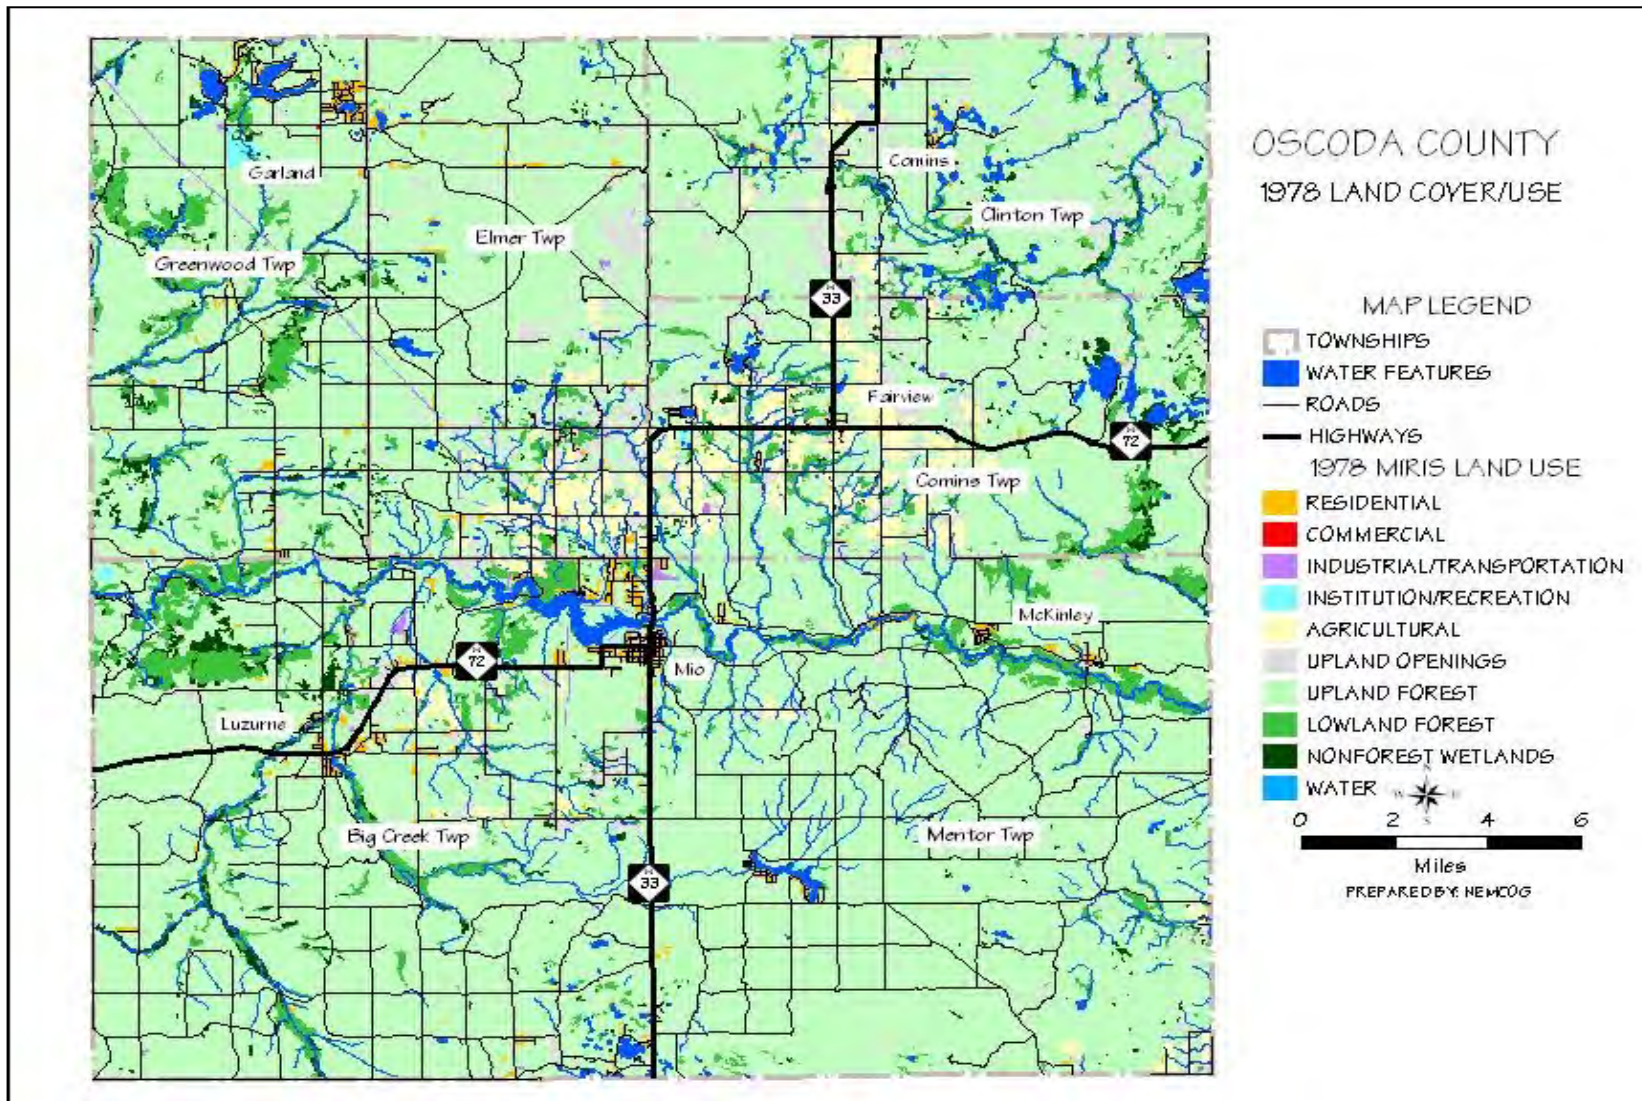 OSCODA COUNTY
1978 LAND COYER/USE
MAP LEGEND
TOWNSHIPS
WATER FEATURES
ROADS
HIGHWAYS
1978 MIRIS LAND USE
RESIDENTIAL
COMMERCIAL
INDUSTRIAL/TRANSPORTATION
INSTITUTION/RECREATION
AGRICULTURAL
UPLAND OPENINGS
UPLAND FOREST
LOWLAND FOREST
NONFOREST WETLANDS
WATER
N
W
E
S
0 2 4 6
Miles
PREPARED BY: NEMCOG
Comins
Garland
Clinton Twp
Elmer Twp
Greenwood Twp
M
33
Fairview
M
72
Comins Twp
McKinley
M
72
Mio
Luzurne
Big Creek Twp
Mentor Twp
M
33